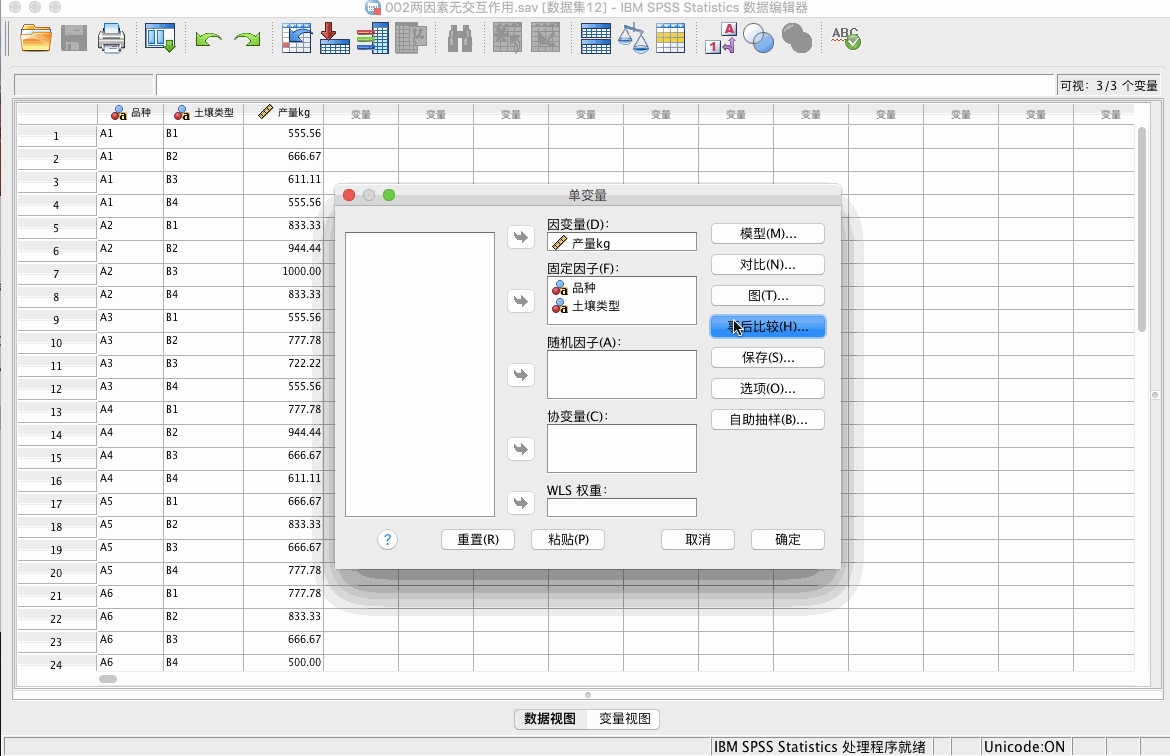 002两因素无交互作用.sav [数据集12] - IBM SPSS Statistics 数据编辑器
可视: 3/3 个变量
品种 土壤类型 产量kg 变量 变量 变量 变量 变量 变量 变量 变量 变量 变量 变量
1 A1 B1 555.56
2 A1 B2 666.67
3 A1 B3 611.11
4 A1 B4 555.56
5 A2 B1 833.33
6 A2 B2 944.44
7 A2 B3 1000.00
8 A2 B4 833.33
9 A3 B1 555.56
10 A3 B2 777.78
11 A3 B3 722.22
12 A3 B4 555.56
13 A4 B1 777.78
14 A4 B2 944.44
15 A4 B3 666.67
16 A4 B4 611.11
17 A5 B1 666.67
18 A5 B2 833.33
19 A5 B3 666.67
20 A5 B4 777.78
21 A6 B1 777.78
22 A6 B2 833.33
23 A6 B3 666.67
24 A6 B4 500.00
单变量
因变量(D):
产量kg
固定因子(F):
品种
土壤类型
随机因子(A):
协变量(C):
WLS 权重:
模型(M)...
对比(N)...
图(T)...
事后比较(H)...
保存(S)...
选项(O)...
自助抽样(B)...
? 重置(R) 粘贴(P) 取消 确定
数据视图 变量视图
IBM SPSS Statistics 处理程序就绪 Unicode:ON